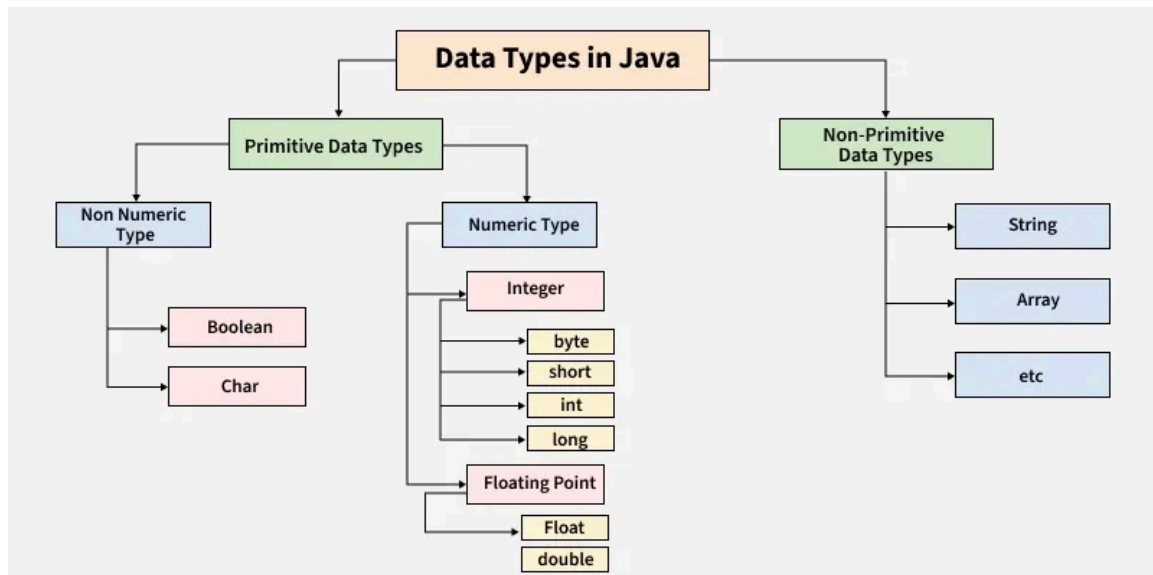 Data Types in Java
Primitive Data Types
Non-Primitive
Data Types
Non Numeric
Type
Numeric Type
String
Integer
Array
Boolean
byte
short
Char
etc
int
long
Floating Point
Float
double